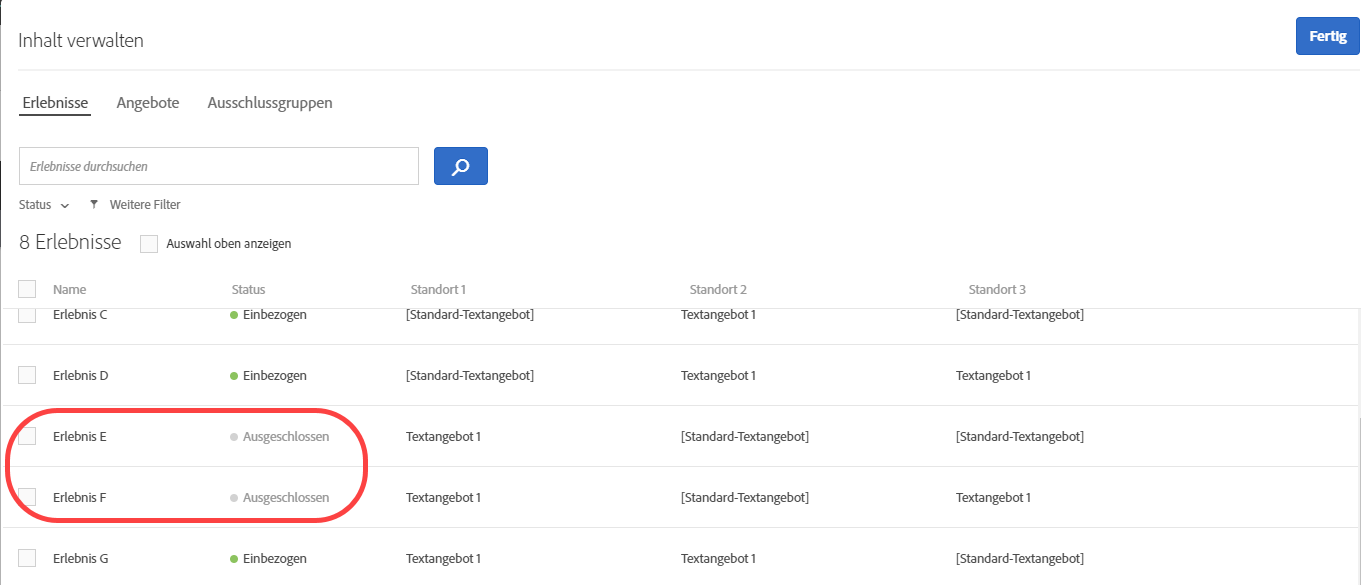 Inhalt verwalten
Fertig
Erlebnisse Angebote Ausschlussgruppen
Erlebnisse durchsuchen
Status Weitere Filter
8 Erlebnisse Auswahl oben anzeigen
Name Status Standort 1 Standort 2 Standort 3
Erlebnis C Einbezogen [Standard-Textangebot] Textangebot 1 [Standard-Textangebot]
Erlebnis D Einbezogen [Standard-Textangebot] Textangebot 1 Textangebot 1
Erlebnis E Ausgeschlossen Textangebot 1 [Standard-Textangebot] [Standard-Textangebot]
Erlebnis F Ausgeschlossen Textangebot 1 [Standard-Textangebot] Textangebot 1
Erlebnis G Einbezogen Textangebot 1 Textangebot 1 [Standard-Textangebot]